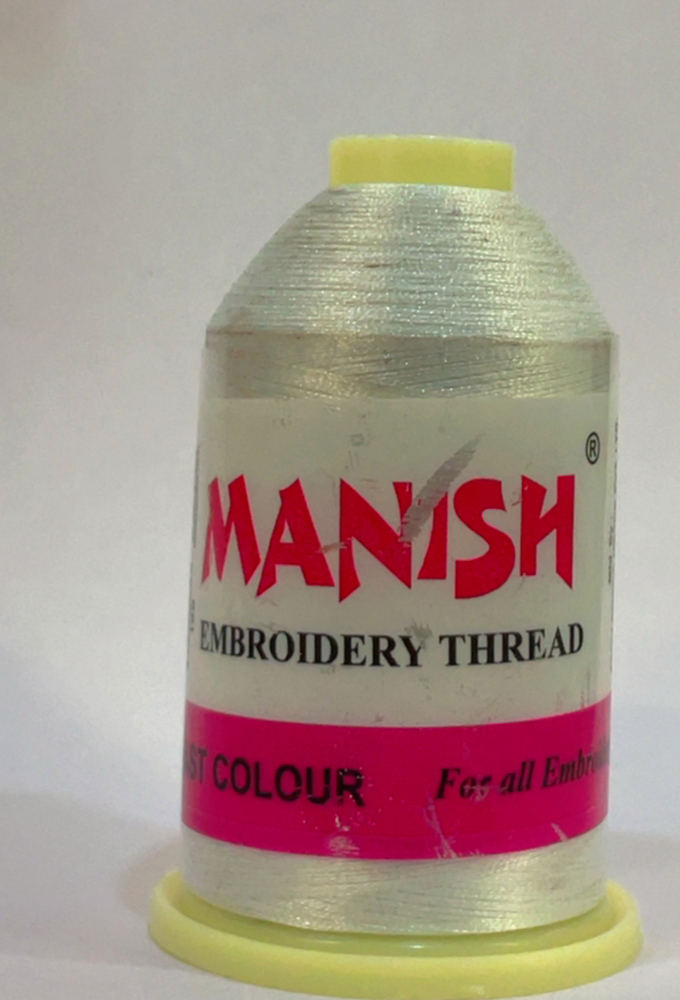 ®
MANISH
EMBROIDERY THREAD
COLOUR
For all